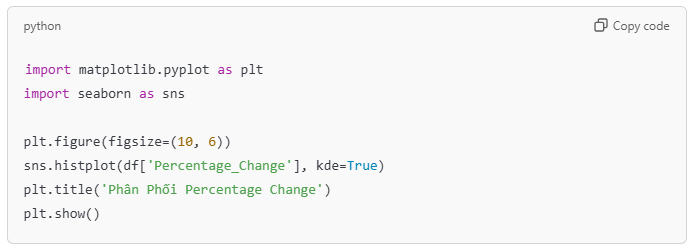 python
Copy code
import matplotlib.pyplot as plt
import seaborn as sns
plt.figure(figsize=(10, 6))
sns.histplot(df['Percentage_Change'], kde=True)
plt.title('Phân Phối Percentage Change')
plt.show()